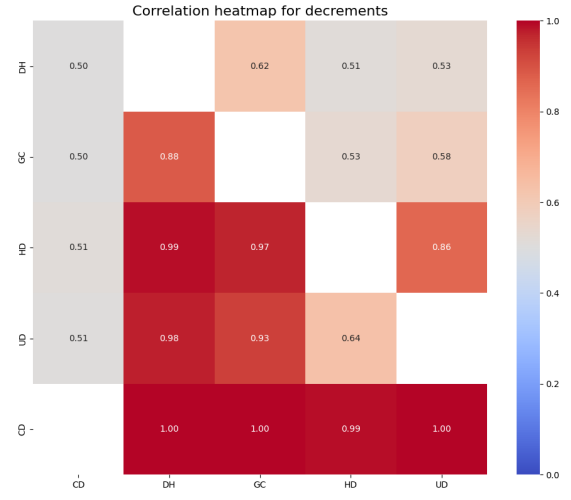 Correlation heatmap for decrements
DH 0.50 0.62 0.51 0.53
GC 0.50 0.88 0.53 0.58
HD 0.51 0.99 0.97 0.86
UD 0.51 0.98 0.93 0.64
CD 1.00 1.00 0.99 1.00
CD DH GC HD UD
1.0
0.8
0.6
0.4
0.2
0.0